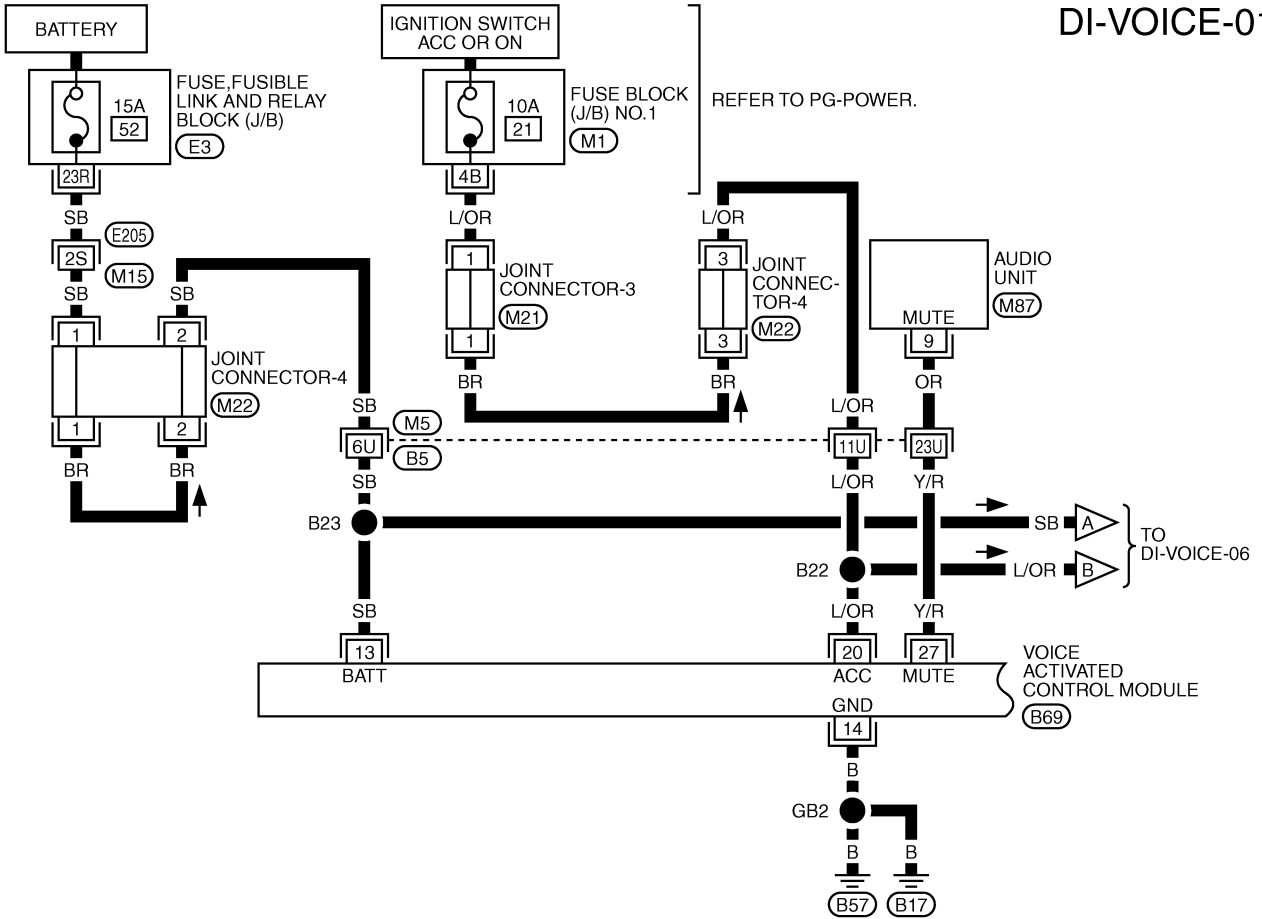 DI-VOICE-01
BATTERY
IGNITION SWITCH
ACC OR ON
15A
52
FUSE,FUSIBLE
LINK AND RELAY
BLOCK (J/B)
E3
10A
21
FUSE BLOCK
(J/B) NO.1
M1
REFER TO PG-POWER.
23R
4B
SB
L/OR
L/OR
E205
2S
M15
SB
SB
1
JOINT
CONNECTOR-3
M21
1
3
JOINT
CONNEC-
TOR-4
M22
3
AUDIO
UNIT
M87
MUTE
9
1
2
JOINT
CONNECTOR-4
M22
1
2
BR
BR
BR
BR
SB
L/OR
OR
M5
6U
B5
11U
23U
SB
L/OR
Y/R
B23
SB
A
B22
L/OR
B
TO
DI-VOICE-06
SB
L/OR
Y/R
13
20
27
BATT
ACC
MUTE
GND
14
VOICE
ACTIVATED
CONTROL MODULE
B69
B
GB2
B
B
B57
B17